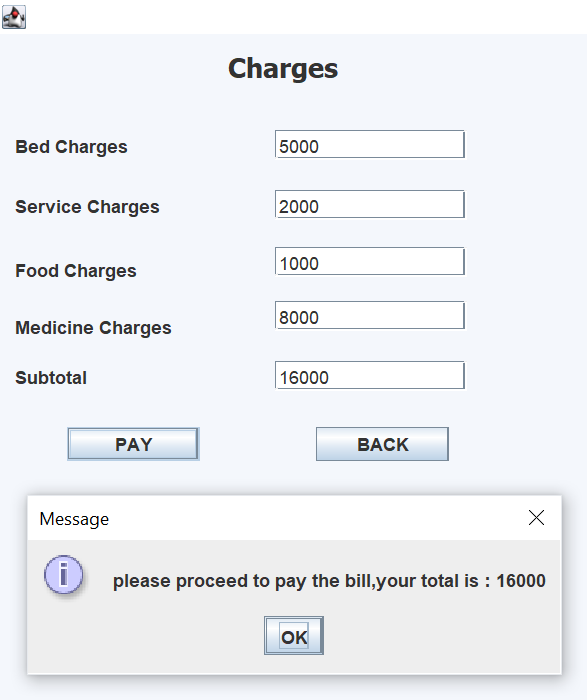 Charges
Bed Charges 5000
Service Charges 2000
Food Charges 1000
Medicine Charges 8000
Subtotal 16000
PAY BACK
Message
i please proceed to pay the bill,your total is : 16000
OK